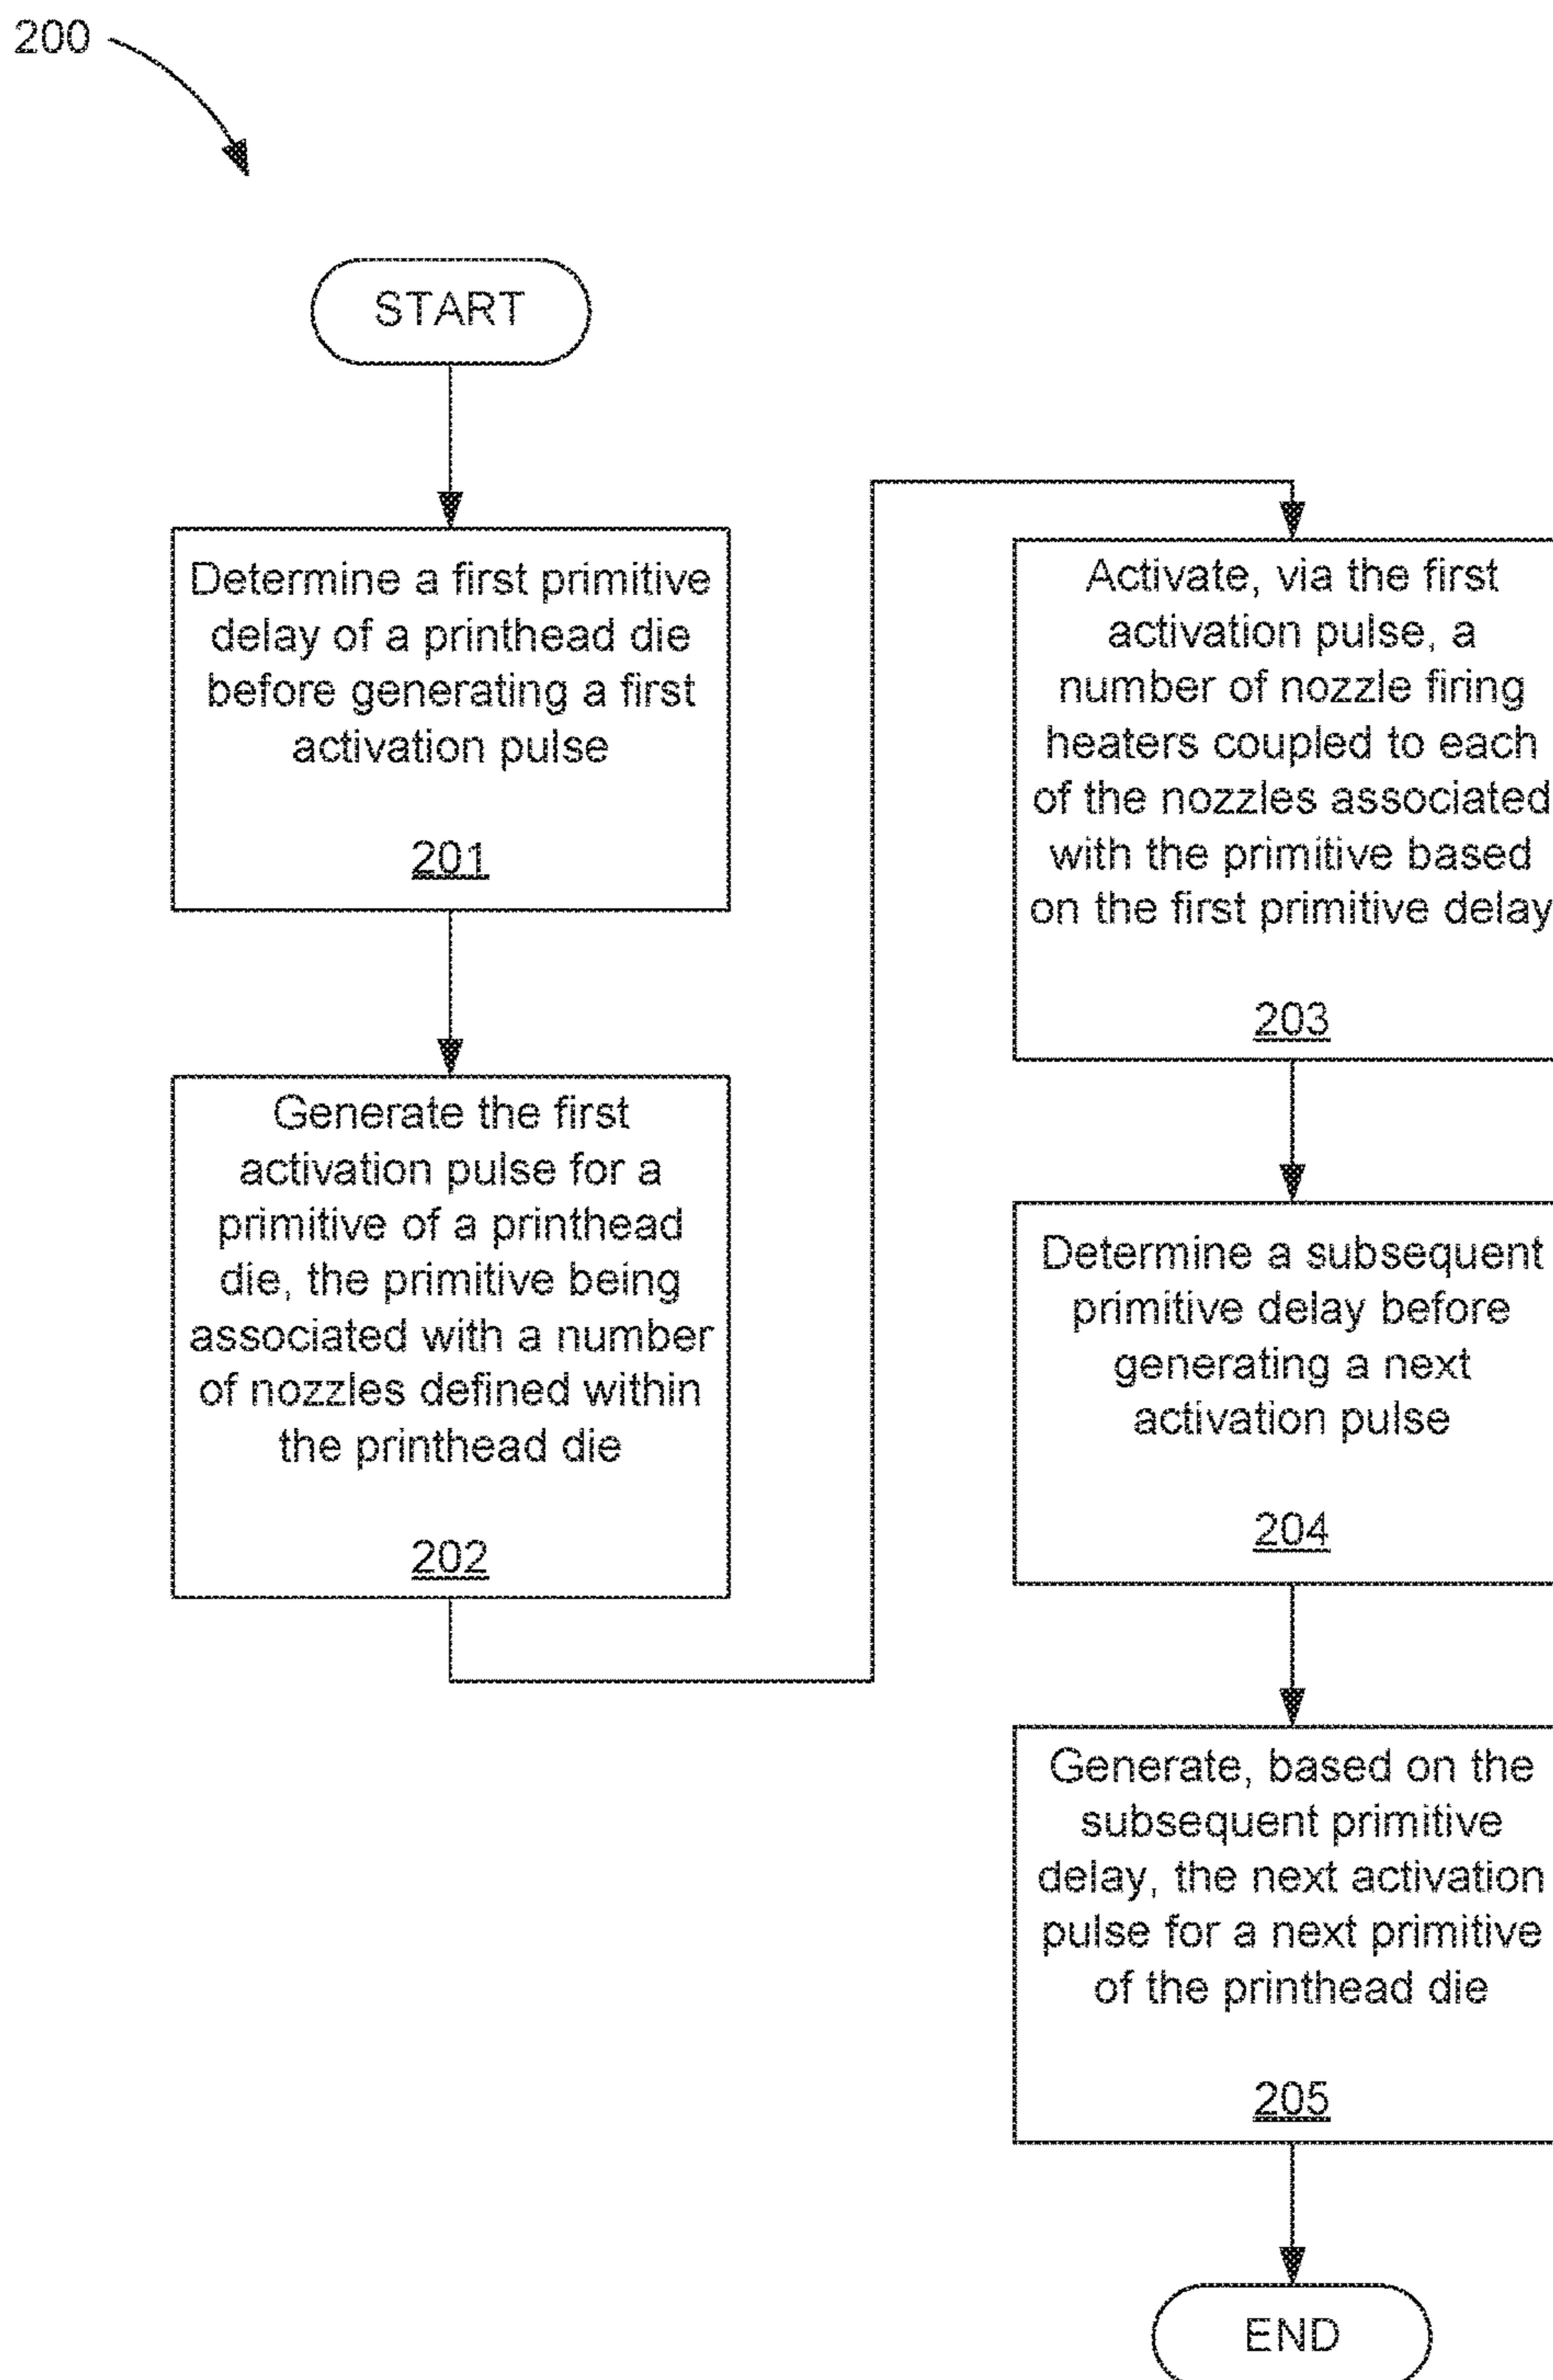 200
START
Determine a first primitive
delay of a printhead die
before generating a first
activation pulse
201
Generate the first
activation pulse for a
primitive of a printhead
die, the primitive being
associated with a number
of nozzles defined within
the printhead die
202
Activate, via the first
activation pulse, a
number of nozzle firing
heaters coupled to each
of the nozzles associated
with the primitive based
on the first primitive delay
203
Determine a subsequent
primitive delay before
generating a next
activation pulse
204
Generate, based on the
subsequent primitive
delay, the next activation
pulse for a next primitive
of the printhead die
205
END